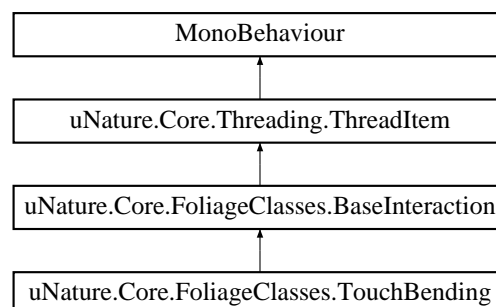 MonoBehaviour
uNature.Core.Threading.ThreadItem
uNature.Core.FoliageClasses.BaseInteraction
uNature.Core.FoliageClasses.TouchBending